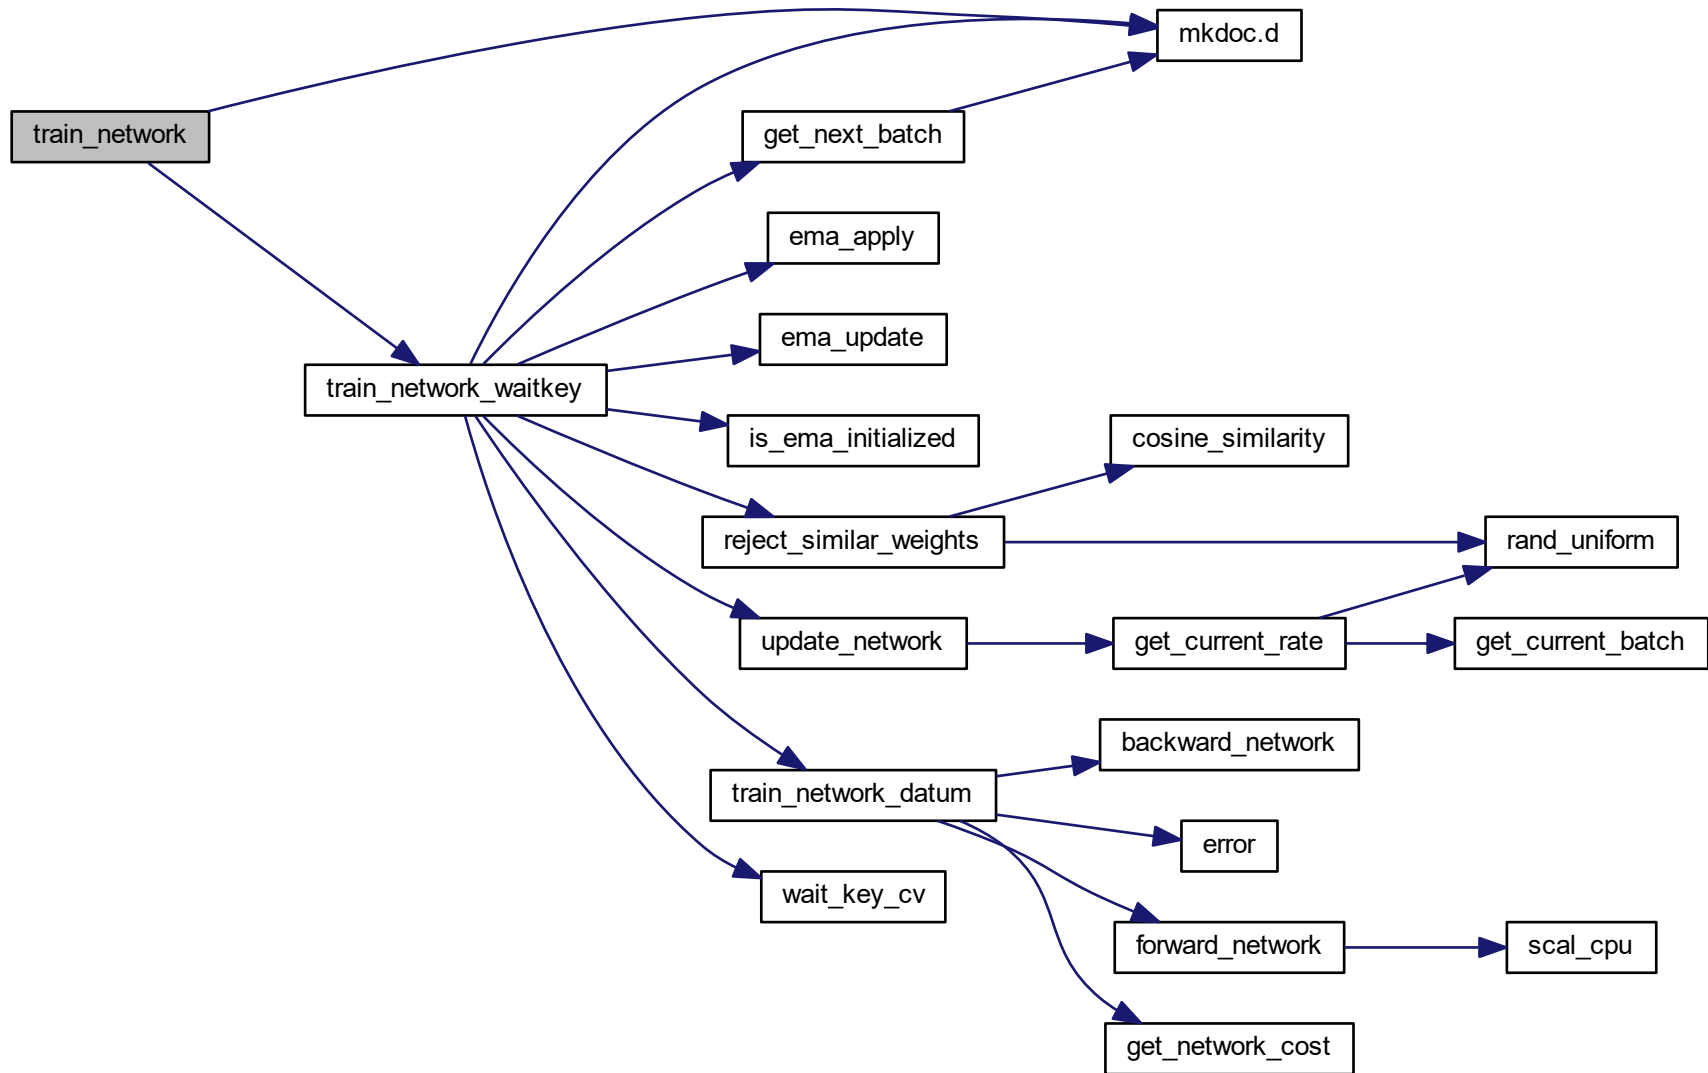 mkdoc.d
train_network
get_next_batch
ema_apply
ema_update
train_network_waitkey
is_ema_initialized
cosine_similarity
reject_similar_weights
rand_uniform
update_network
get_current_rate
get_current_batch
backward_network
train_network_datum
error
wait_key_cv
forward_network
scal_cpu
get_network_cost